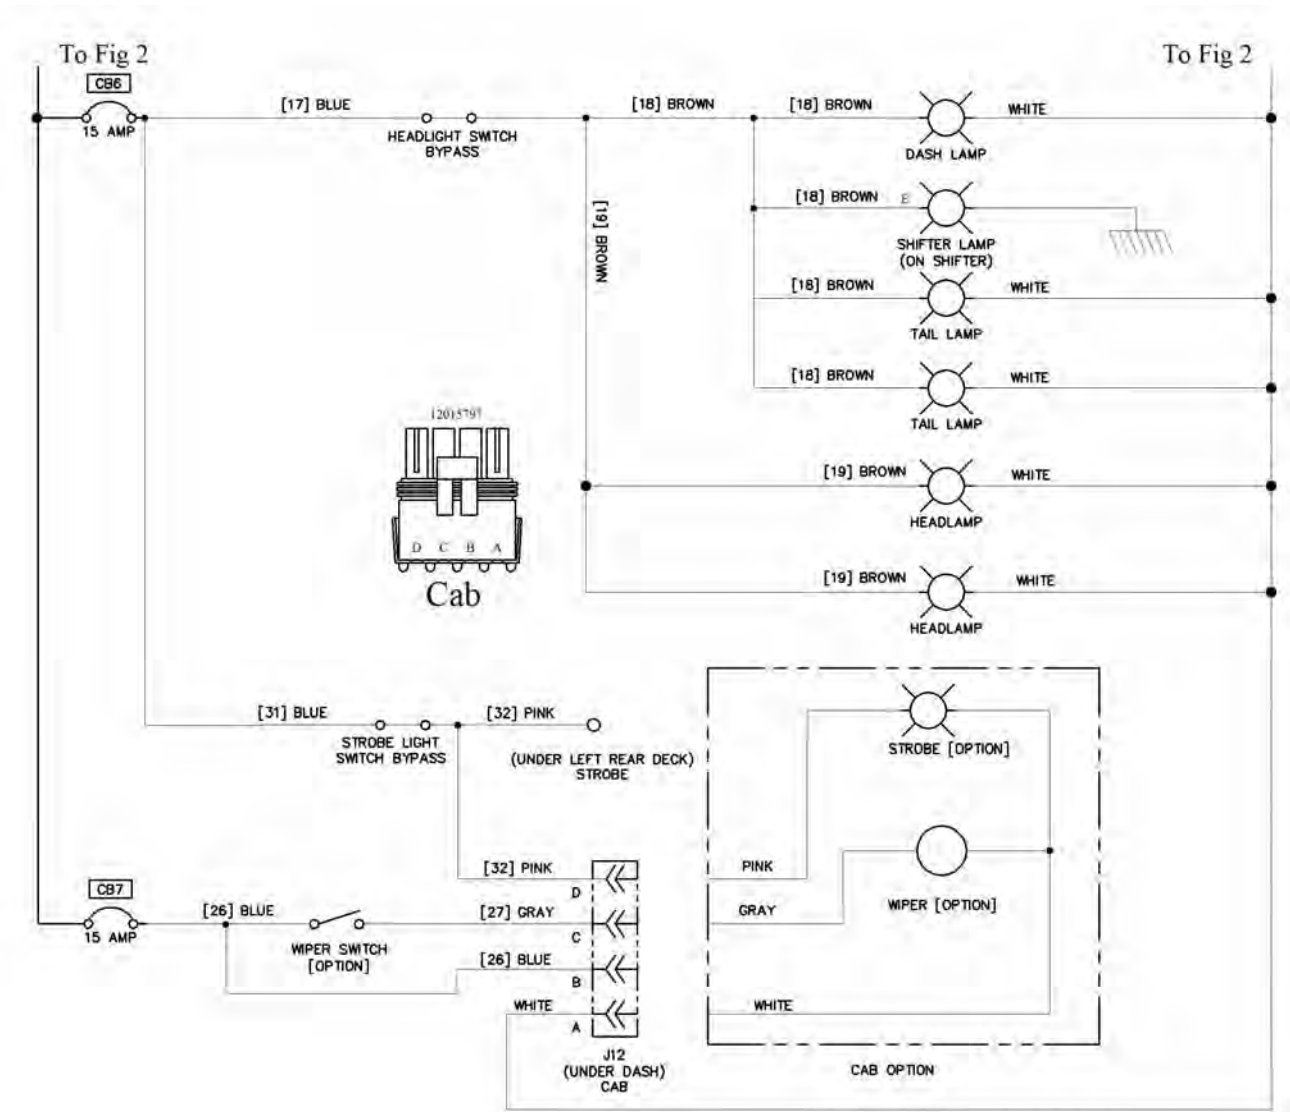 To Fig 2
To Fig 2
CB6
15 AMP
[17] BLUE
HEADLIGHT SWITCH
BYPASS
[18] BROWN
[18] BROWN
WHITE
DASH LAMP
[19] BROWN
[18] BROWN
E
SHIFTER LAMP
(ON SHIFTER)
[18] BROWN
WHITE
TAIL LAMP
[18] BROWN
WHITE
TAIL LAMP
12015797
D C B A
Cab
[19] BROWN
WHITE
HEADLAMP
[19] BROWN
WHITE
HEADLAMP
[31] BLUE
STROBE LIGHT
SWITCH BYPASS
[32] PINK
(UNDER LEFT REAR DECK)
STROBE
STROBE [OPTION]
CB7
15 AMP
[26] BLUE
WIPER SWITCH
[OPTION]
[32] PINK
D
[27] GRAY
C
[26] BLUE
B
WHITE
A
J12
(UNDER DASH)
CAB
PINK
GRAY
WIPER [OPTION]
WHITE
CAB OPTION